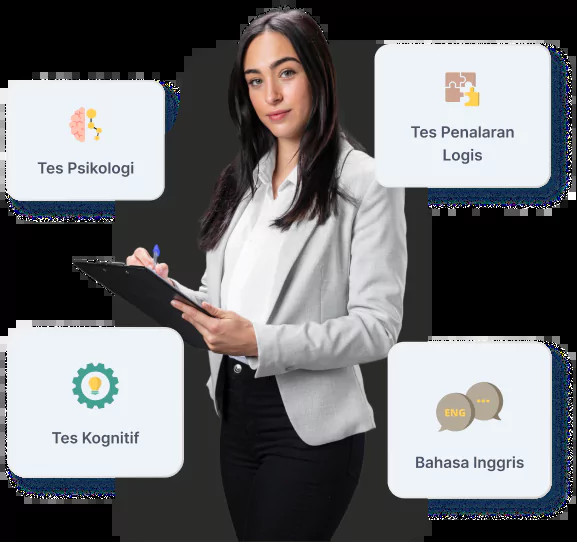 Tes Psikologi
Tes Penalaran
Logis
Tes Kognitif
ENG
Bahasa Inggris